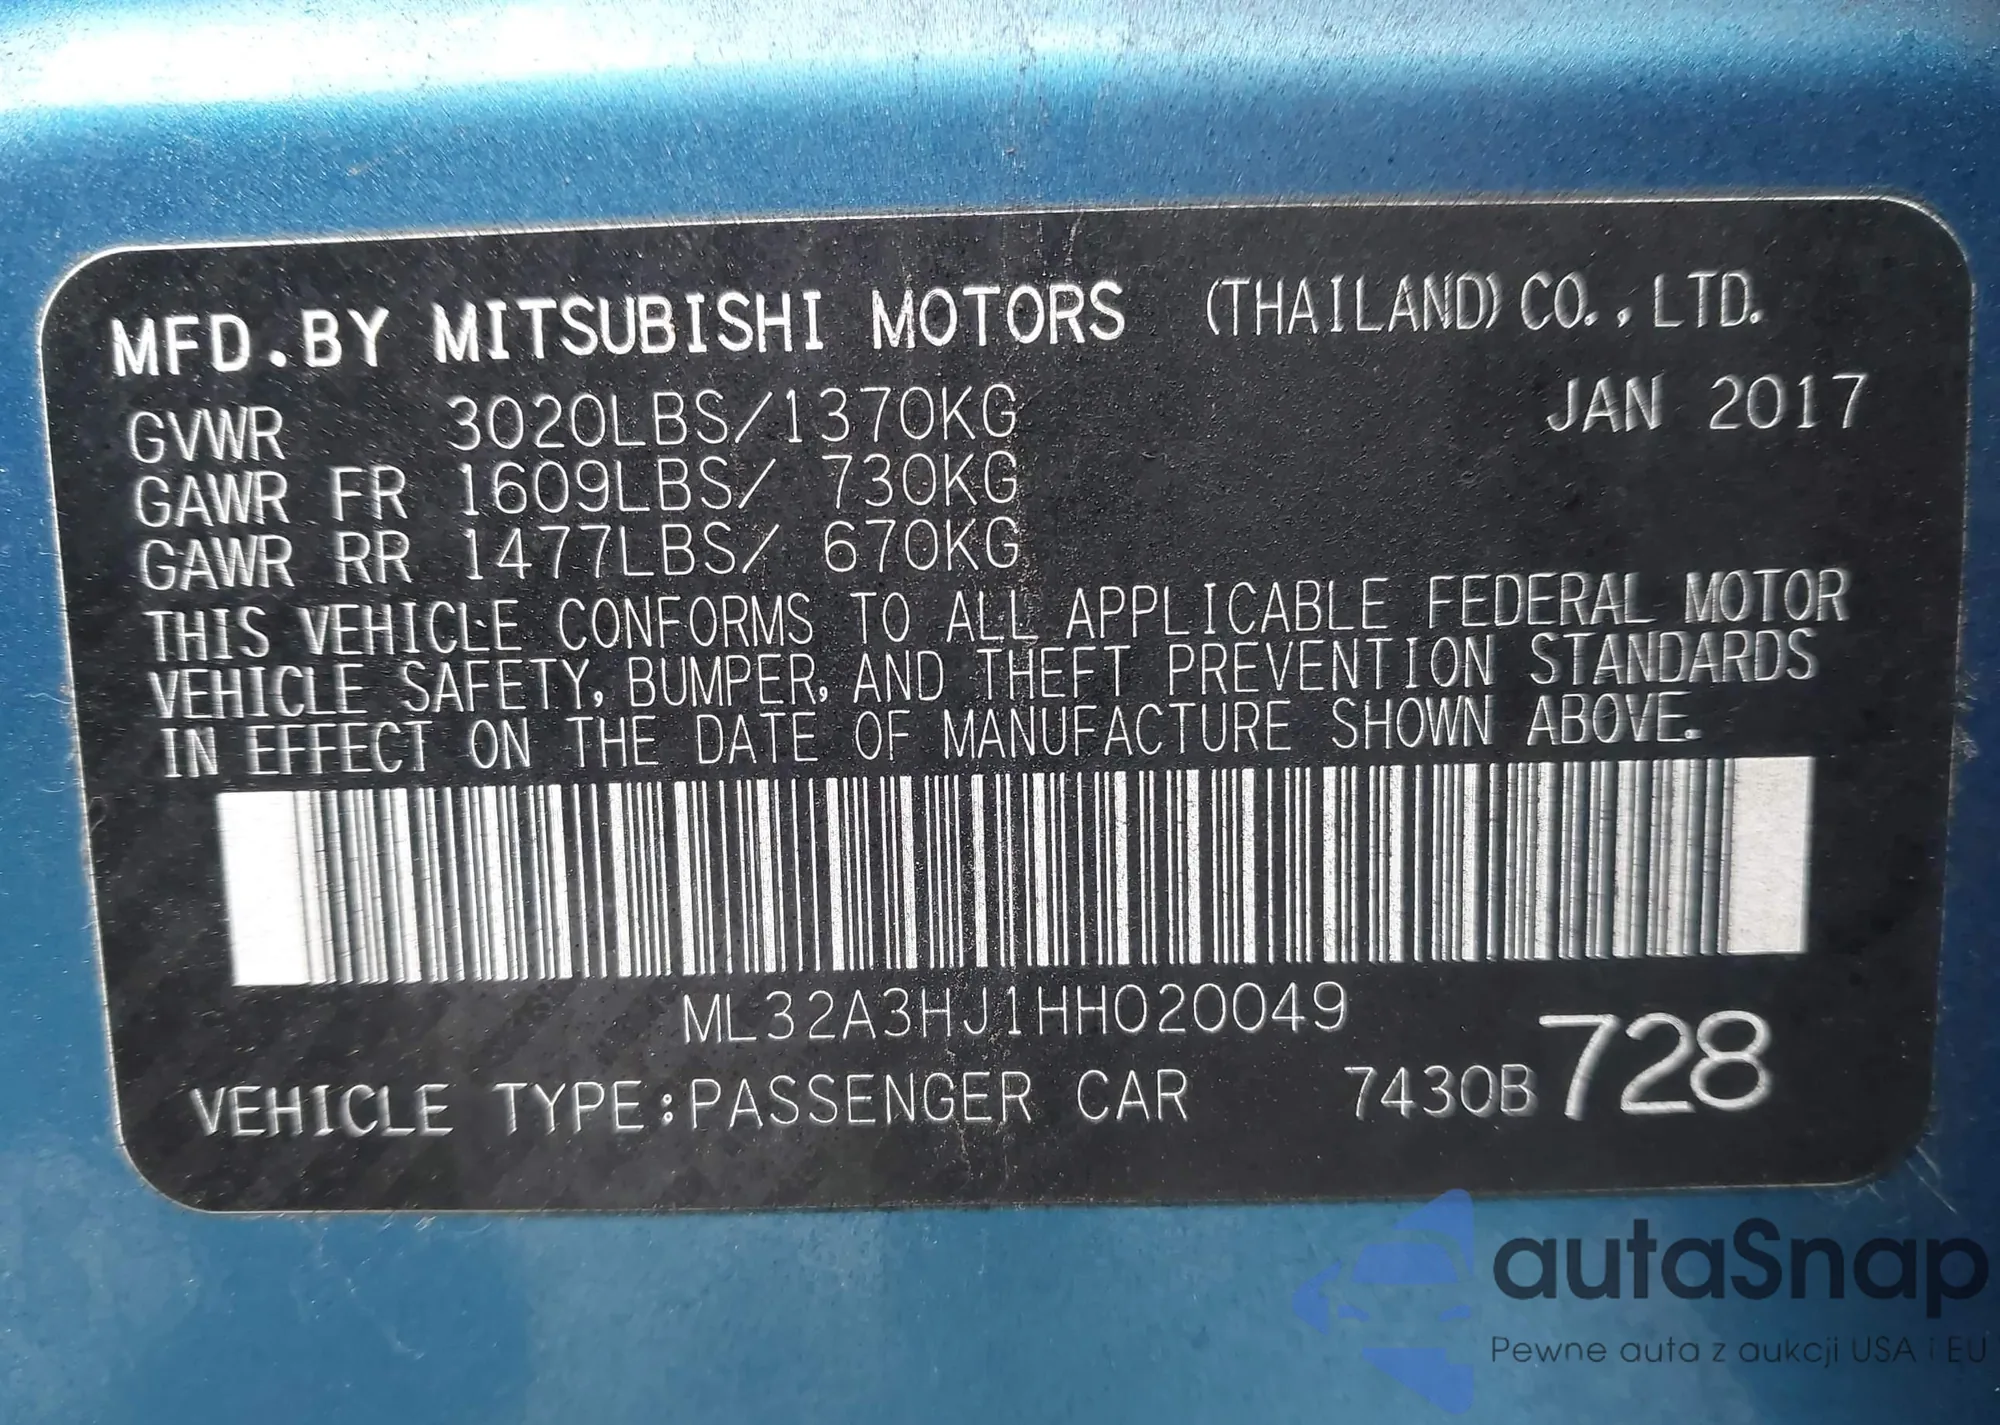 MFD.BY MITSUBISHI MOTORS (THAILAND) CO.,LTD.
GVWR 3020LBS/1370KG JAN 2017
GAWR FR 1609LBS/ 730KG
GAWR RR 1477LBS/ 670KG
THIS VEHICLE CONFORMS TO ALL APPLICABLE FEDERAL MOTOR
VEHICLE SAFETY, BUMPER, AND THEFT PREVENTION STANDARDS
IN EFFECT ON THE DATE OF MANUFACTURE SHOWN ABOVE.
ML32A3HJ1HH020049
VEHICLE TYPE:PASSENGER CAR 7430B 728
autaSnap
Pewne auta z aukcji USA i EU